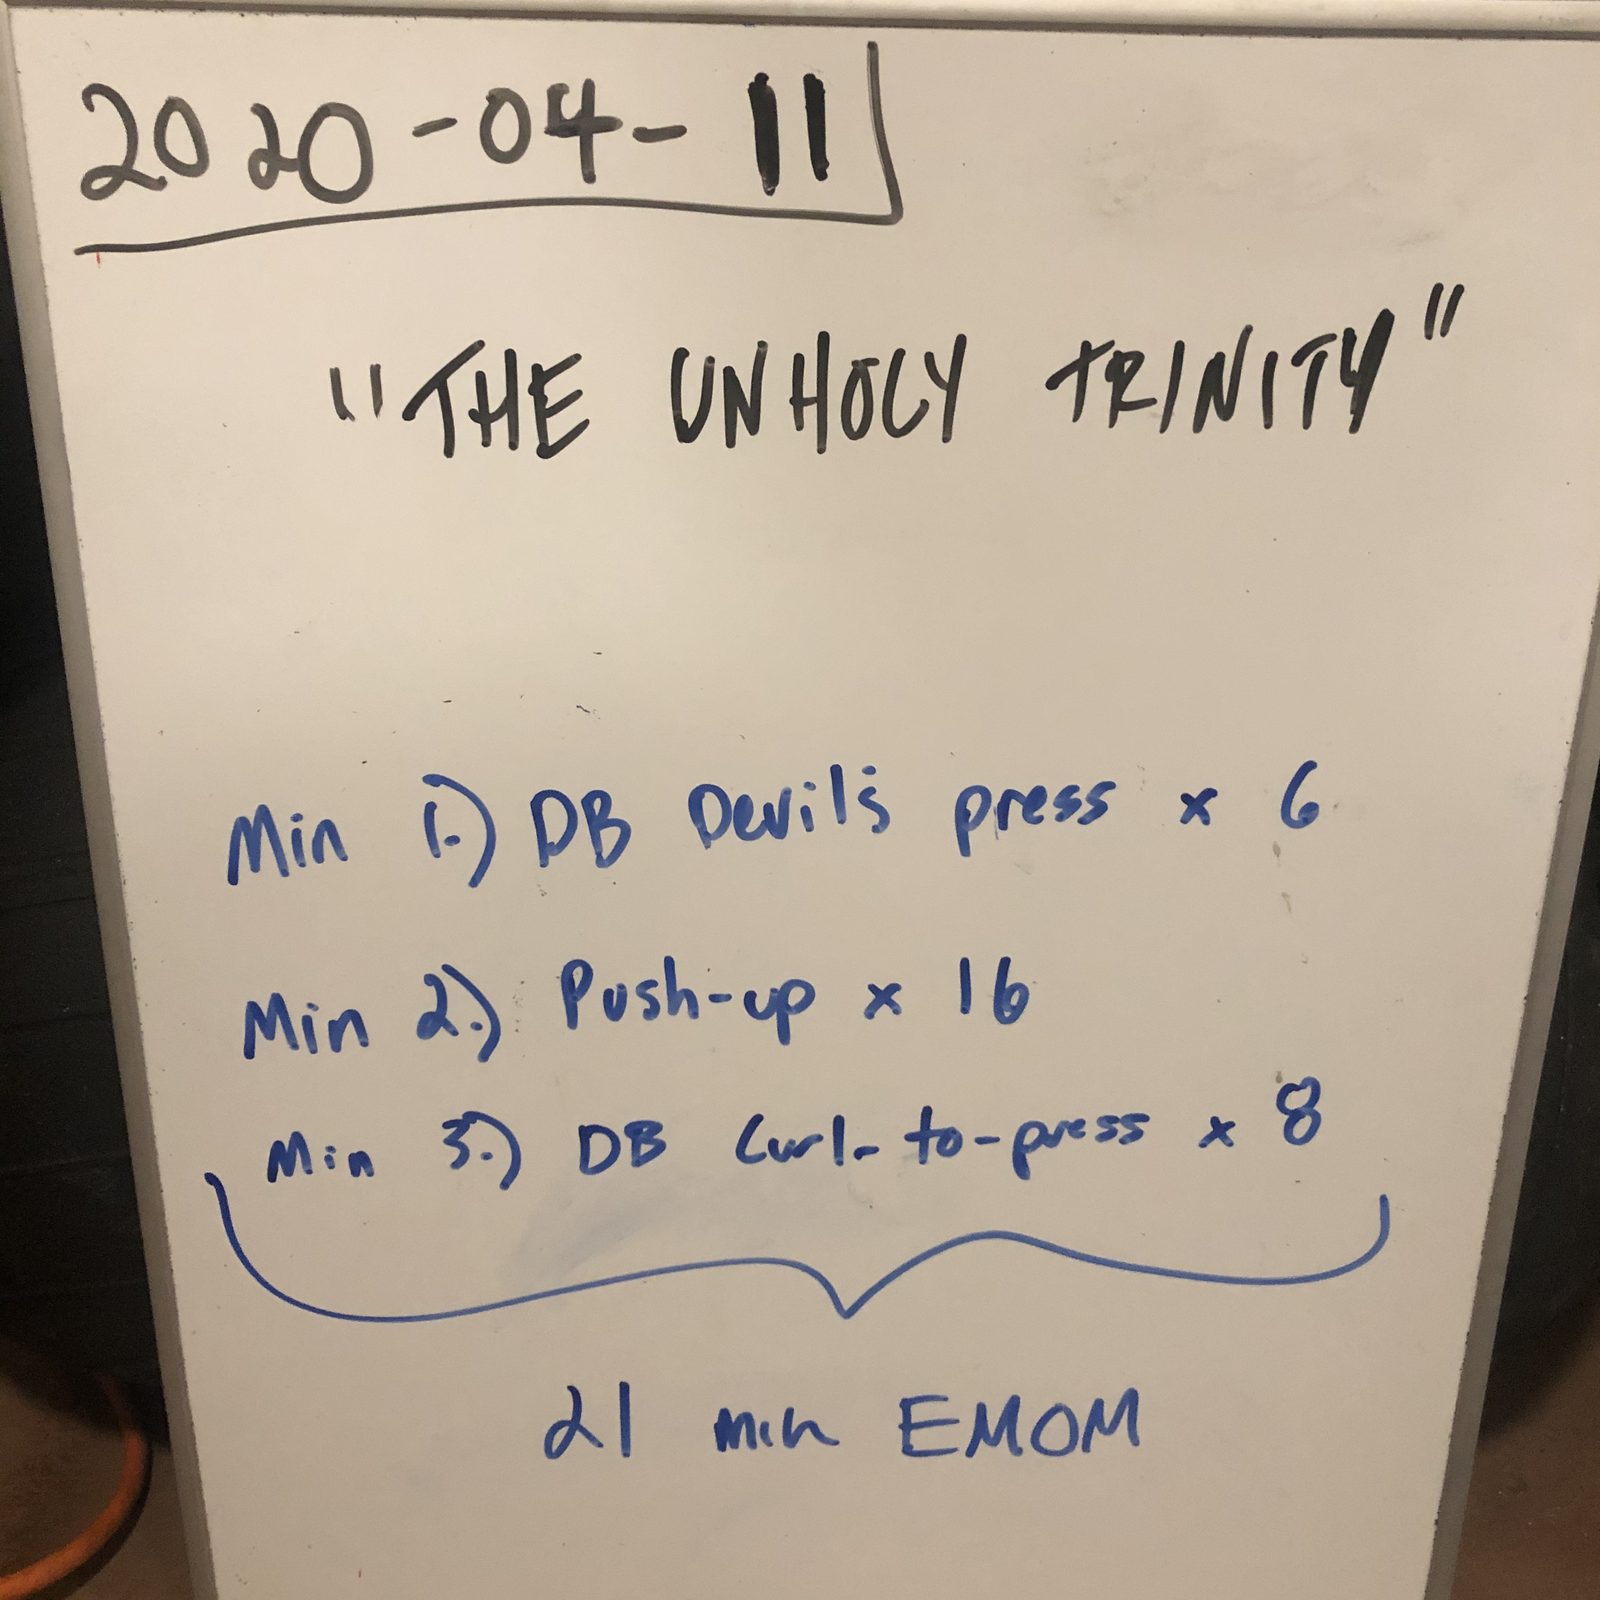 2020-04-11
"THE UNHOLY TRINITY"
Min 1.) DB Devil's press x 6
Min 2.) Push-up x 16
Min 3.) DB Curl-to-press x 8
21 min EMOM